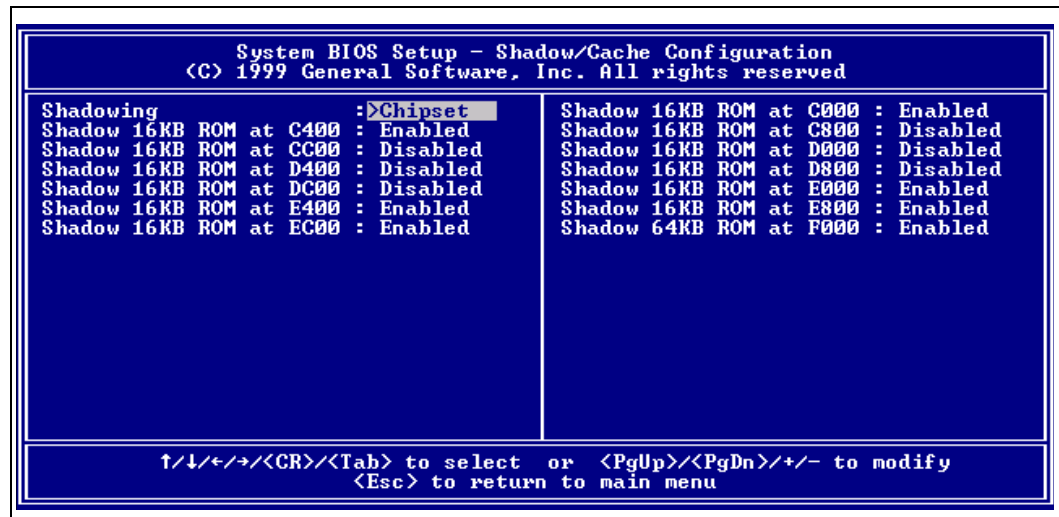 System BIOS Setup - Shadow/Cache Configuration
(C) 1999 General Software, Inc. All rights reserved
Shadowing :>Chipset
Shadow 16KB ROM at C400 : Enabled
Shadow 16KB ROM at CC00 : Disabled
Shadow 16KB ROM at D400 : Disabled
Shadow 16KB ROM at DC00 : Disabled
Shadow 16KB ROM at E400 : Enabled
Shadow 16KB ROM at EC00 : Enabled
Shadow 16KB ROM at C000 : Enabled
Shadow 16KB ROM at C800 : Disabled
Shadow 16KB ROM at D000 : Disabled
Shadow 16KB ROM at D800 : Disabled
Shadow 16KB ROM at E000 : Enabled
Shadow 16KB ROM at E800 : Enabled
Shadow 64KB ROM at F000 : Enabled
↑/↓/←/→/<CR>/<Tab> to select or <PgUp>/<PgDn>/+/- to modify
<Esc> to return to main menu